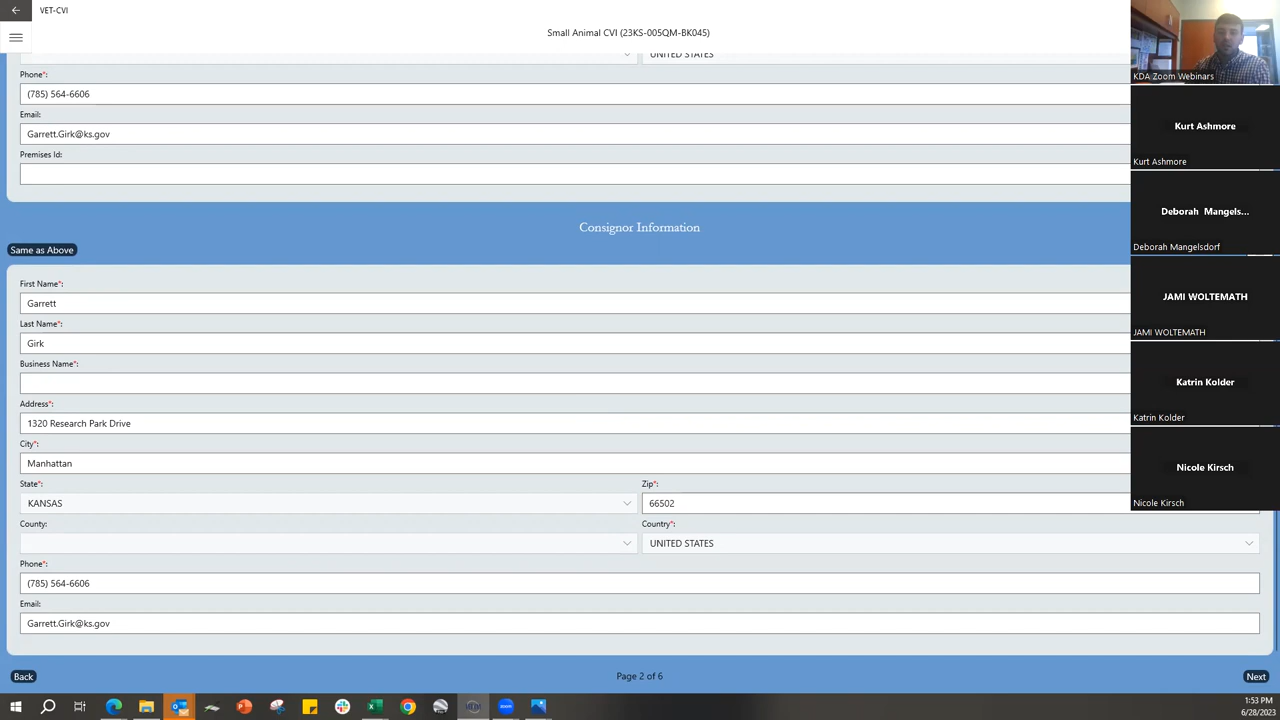 VET-CVI
Small Animal CVI (23KS-005QM-BK045)
UNITED STATES
Phone*:
(785) 564-6606
Email:
Garrett.Girk@ks.gov
Premises Id:
Consignor Information
Same as Above
First Name*:
Garrett
Last Name*:
Girk
Business Name*:
Address*:
1320 Research Park Drive
City*:
Manhattan
State*:
Zip*:
KANSAS
66502
County:
Country*:
UNITED STATES
Phone*:
(785) 564-6606
Email:
Garrett.Girk@ks.gov
Back
Page 2 of 6
Next
KDA Zoom Webinars
Kurt Ashmore
Kurt Ashmore
Deborah Mangels...
Deborah Mangelsdorf
JAMI WOLTEMATH
JAMI WOLTEMATH
Katrin Kolder
Katrin Kolder
Nicole Kirsch
Nicole Kirsch
1:53 PM
6/28/2023